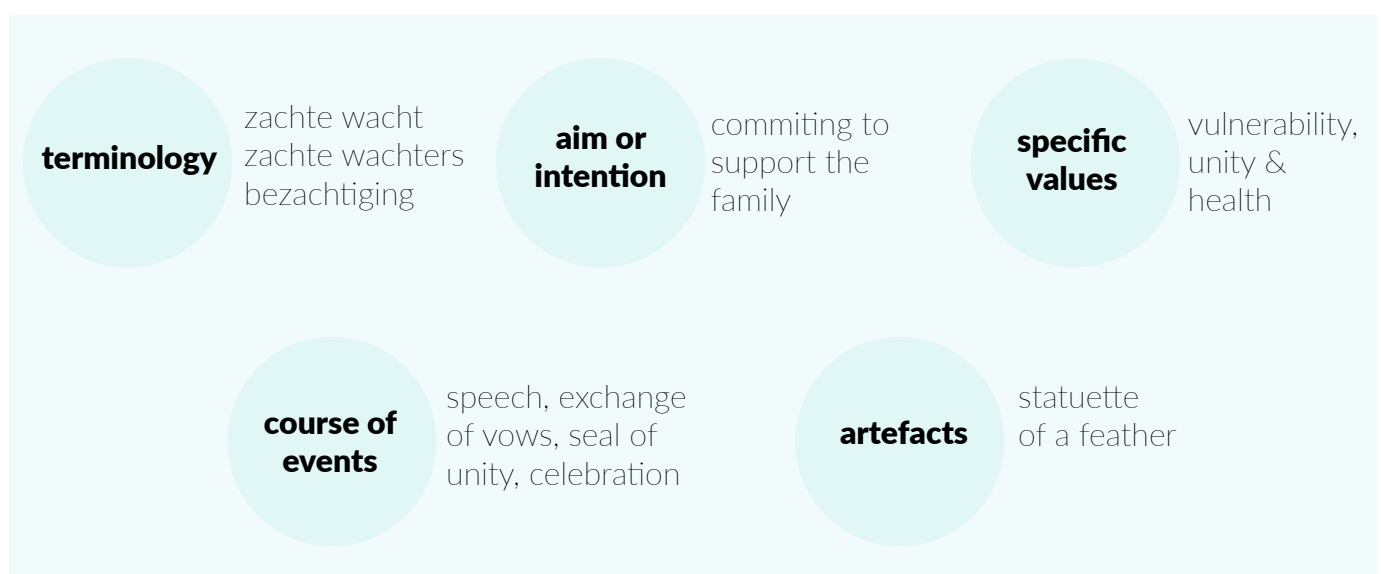 terminology
zachte wacht
zachte wachters
bezachtiging
aim or
intention
commiting to
support the
family
specific
values
vulnerability,
unity &
health
course of
events
speech, exchange
of vows, seal of
unity, celebration
artefacts
statuette
of a feather